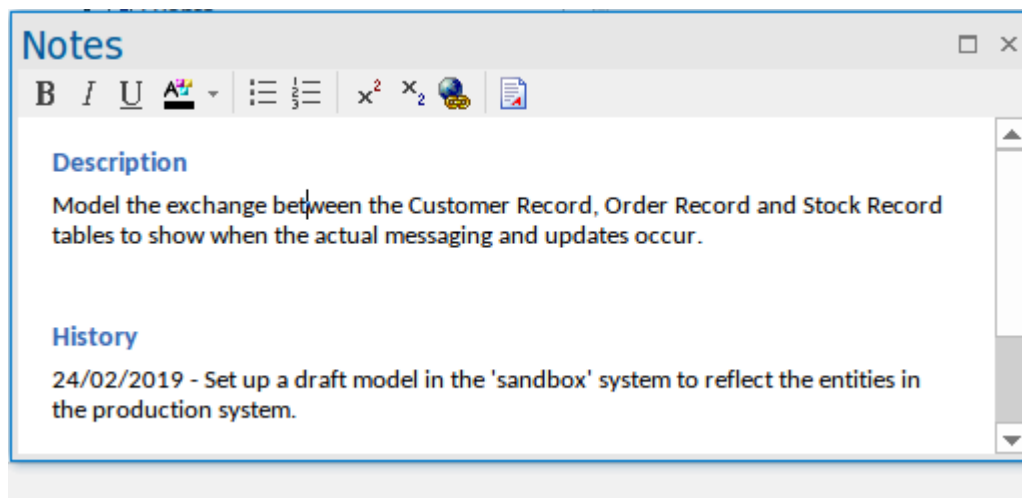 Notes
B I U A x² x₂
Description
Model the exchange between the Customer Record, Order Record and Stock Record
tables to show when the actual messaging and updates occur.
History
24/02/2019 - Set up a draft model in the 'sandbox' system to reflect the entities in
the production system.